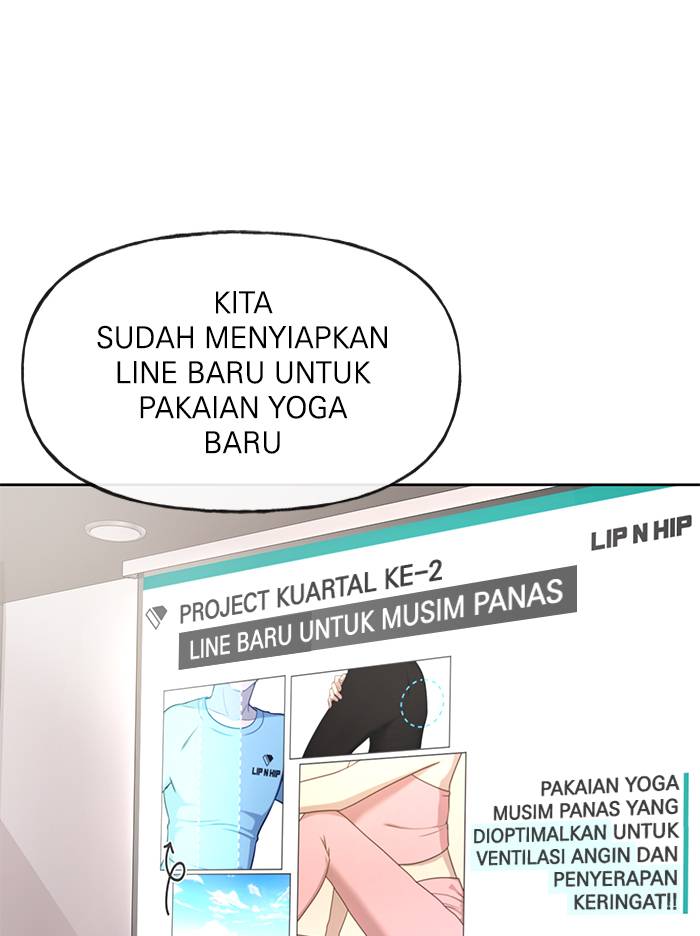 KITA
SUDAH MENYIAPKAN
LINE BARU UNTUK
PAKAIAN YOGA
BARU
LIP N HIP
PROJECT KUARTAL KE-2
LINE BARU UNTUK MUSIM PANAS
LIP N HIP
PAKAIAN YOGA
MUSIM PANAS YANG
DIOPTIMALKAN UNTUK
VENTILASI ANGIN DAN
PENYERAPAN
KERINGAT!!